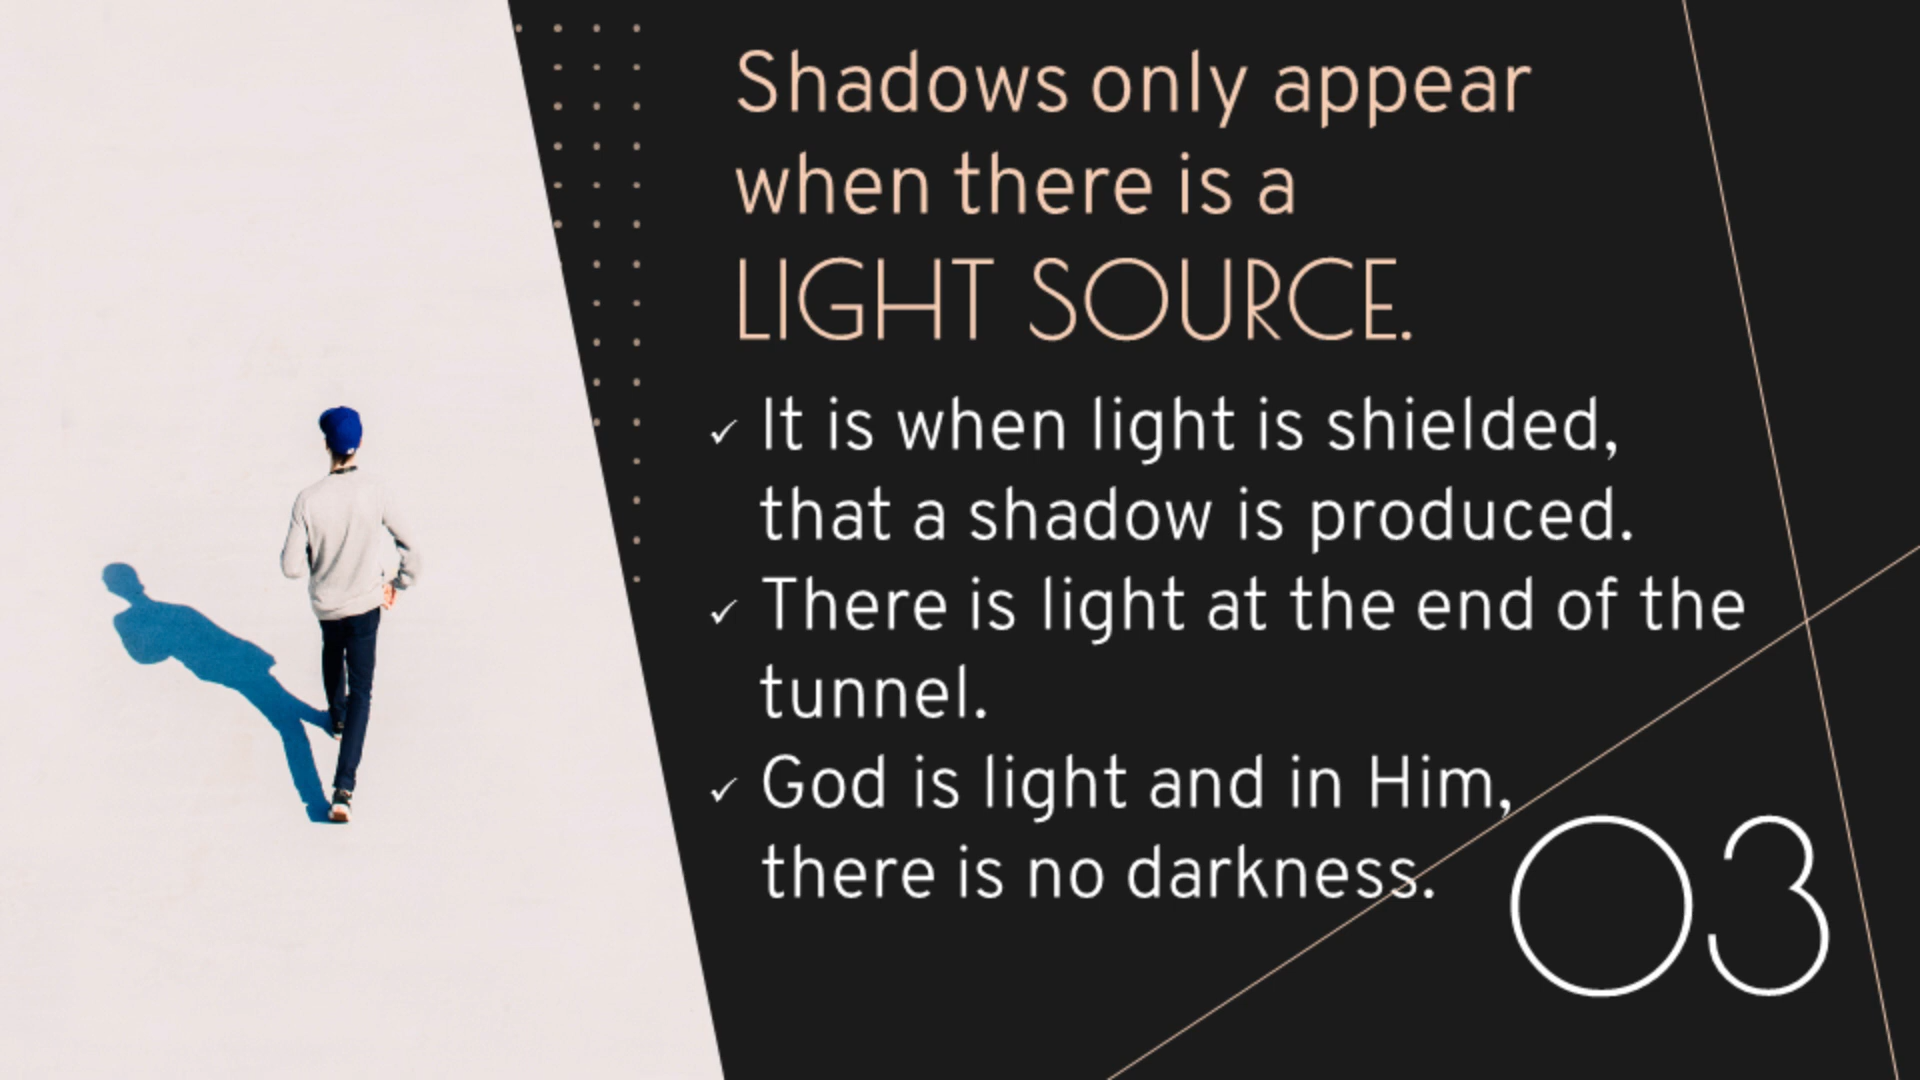 Shadows only appear
when there is a
LIGHT SOURCE.
✓ It is when light is shielded,
that a shadow is produced.
✓ There is light at the end of the
tunnel.
✓ God is light and in Him,
there is no darkness.
03